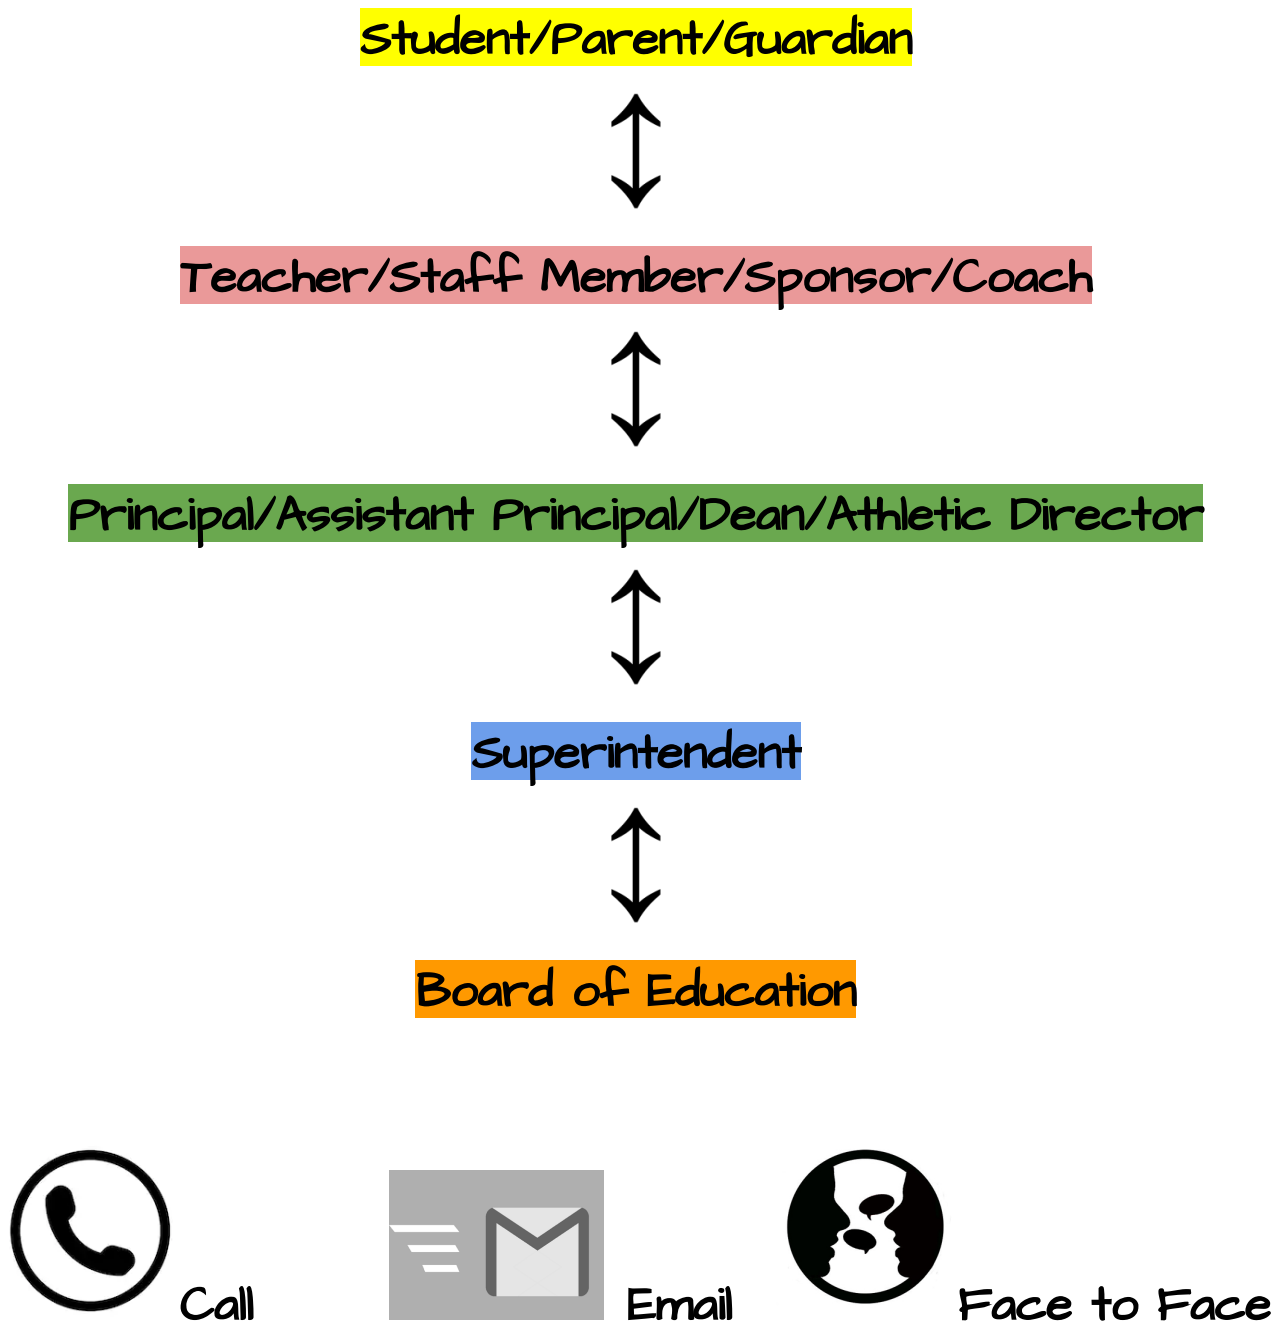 Student/Parent/Guardian
Teacher/Staff Member/Sponsor/Coach
Principal/Assistant Principal/Dean/Athletic Director
Superintendent
Board of Education
Call Email Face to Face